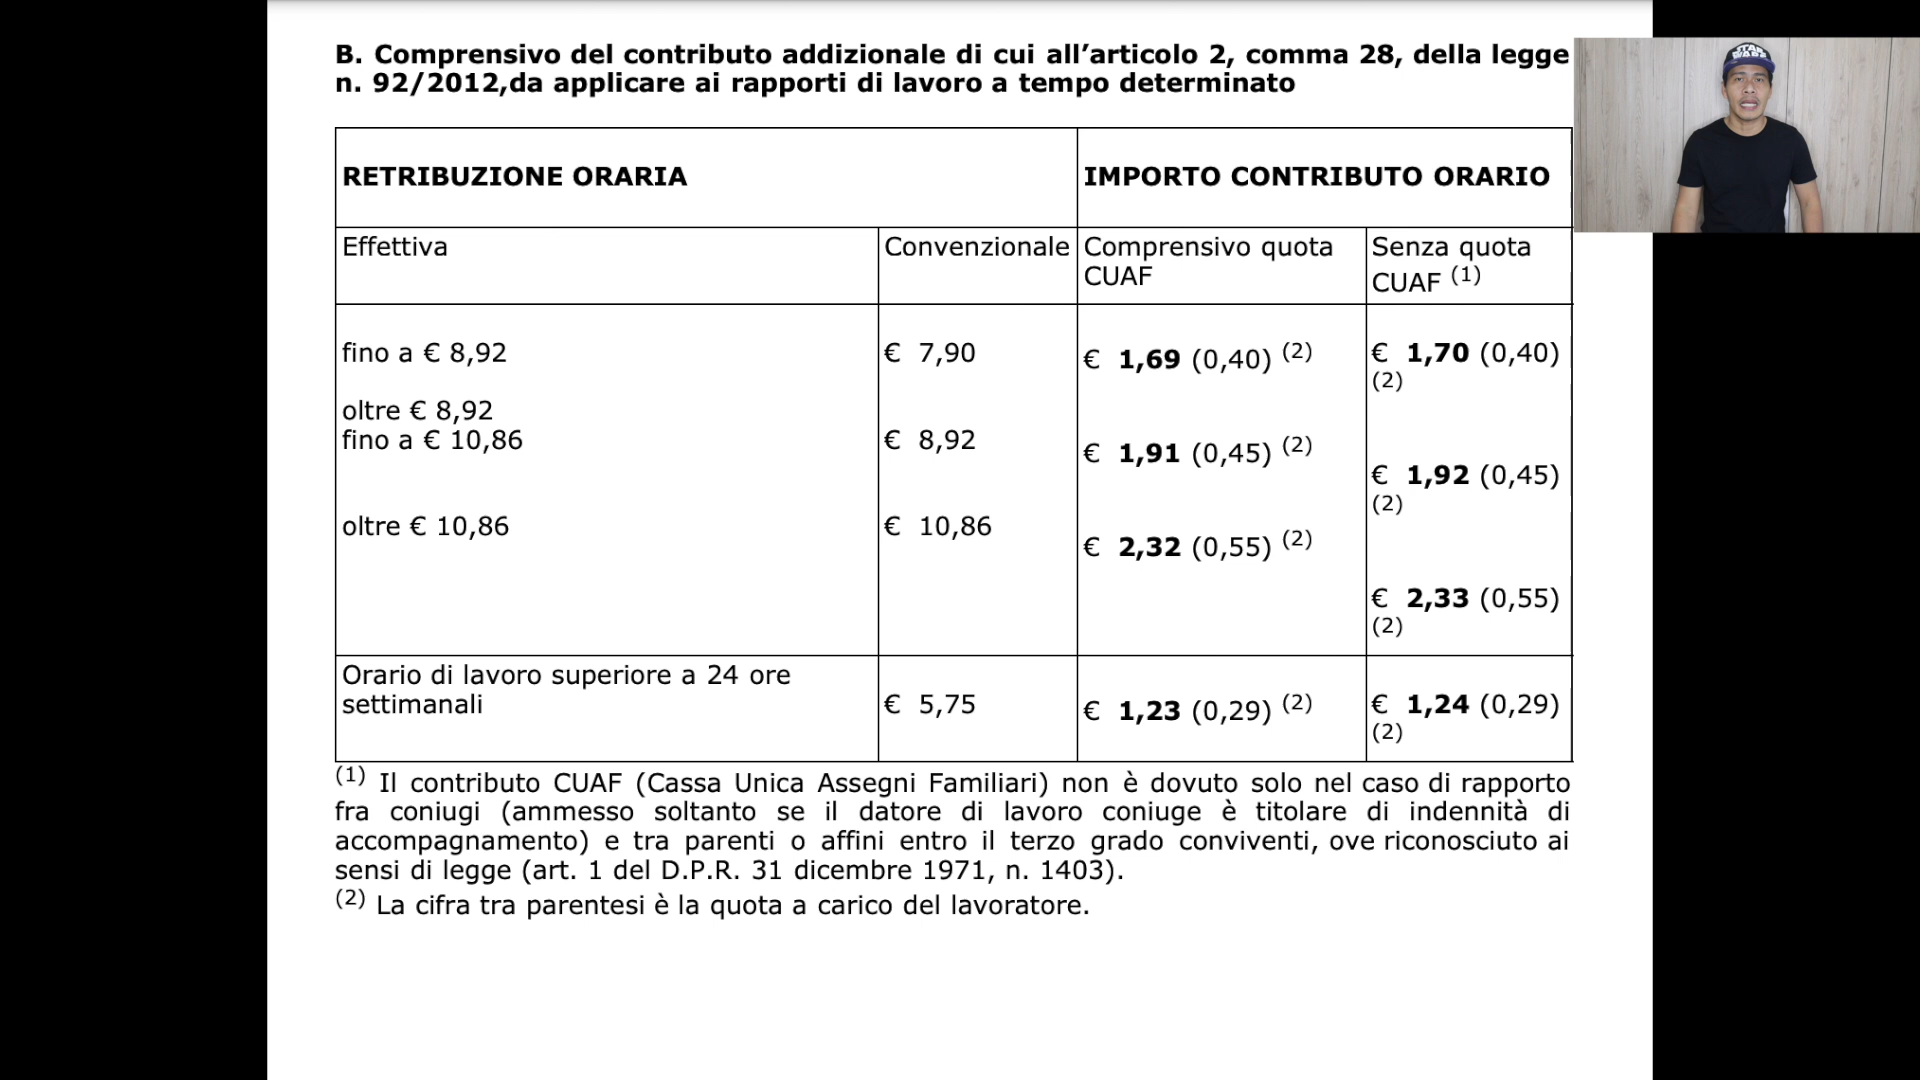 B. Comprensivo del contributo addizionale di cui all’articolo 2, comma 28, della legge
n. 92/2012,da applicare ai rapporti di lavoro a tempo determinato
RETRIBUZIONE ORARIA
IMPORTO CONTRIBUTO ORARIO
Effettiva
Convenzionale
Comprensivo quota
CUAF
Senza quota
CUAF (1)
fino a € 8,92
€ 7,90
€ 1,69 (0,40) (2)
€ 1,70 (0,40)
(2)
oltre € 8,92
fino a € 10,86
€ 8,92
€ 1,91 (0,45) (2)
€ 1,92 (0,45)
(2)
oltre € 10,86
€ 10,86
€ 2,32 (0,55) (2)
€ 2,33 (0,55)
(2)
Orario di lavoro superiore a 24 ore
settimanali
€ 5,75
€ 1,23 (0,29) (2)
€ 1,24 (0,29)
(2)
(1) Il contributo CUAF (Cassa Unica Assegni Familiari) non è dovuto solo nel caso di rapporto
fra coniugi (ammesso soltanto se il datore di lavoro coniuge è titolare di indennità di
accompagnamento) e tra parenti o affini entro il terzo grado conviventi, ove riconosciuto ai
sensi di legge (art. 1 del D.P.R. 31 dicembre 1971, n. 1403).
(2) La cifra tra parentesi è la quota a carico del lavoratore.
STAR
WARS